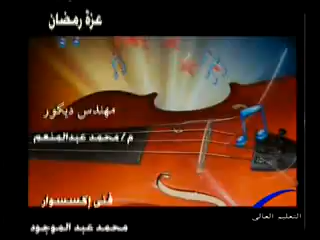 عزة رمضان
مهندس ديكور
م/محمد عبدالمنعم
فنى إكسسوار
محمد عبد الموجود
التعليم العالى